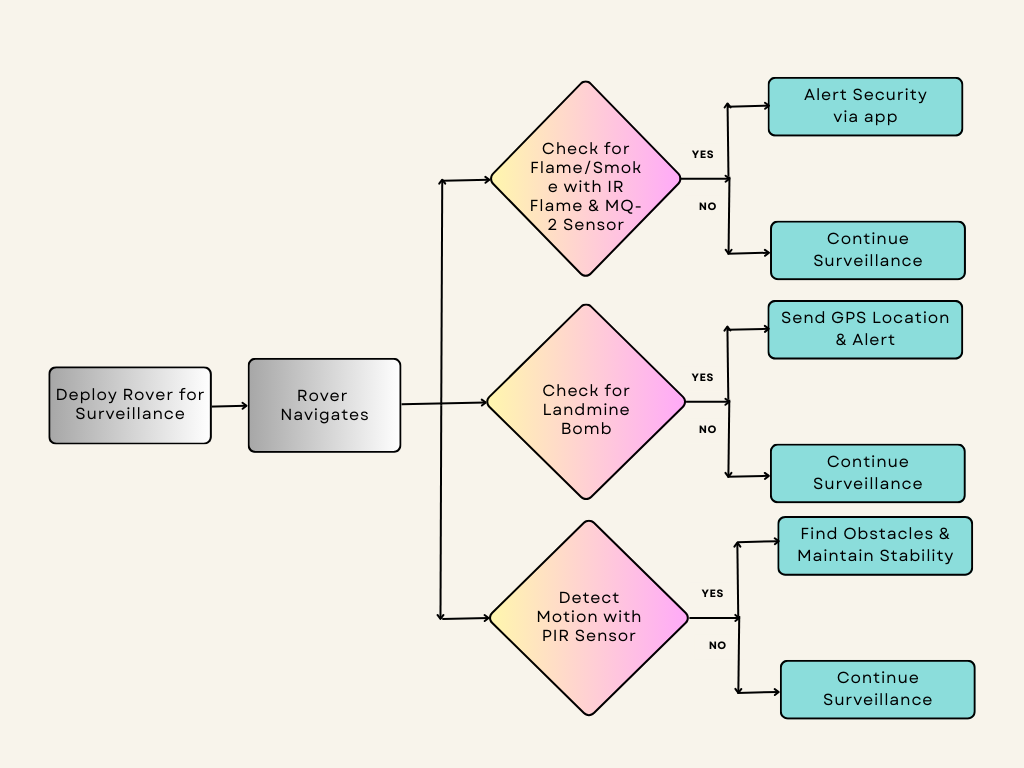 Deploy Rover for
Surveillance
Rover
Navigates
Check for
Flame/Smok
e with IR
Flame & MQ-
2 Sensor
YES
NO
Alert Security
via app
Continue
Surveillance
Check for
Landmine
Bomb
YES
NO
Send GPS Location
& Alert
Continue
Surveillance
Detect
Motion with
PIR Sensor
YES
NO
Find Obstacles &
Maintain Stability
Continue
Surveillance